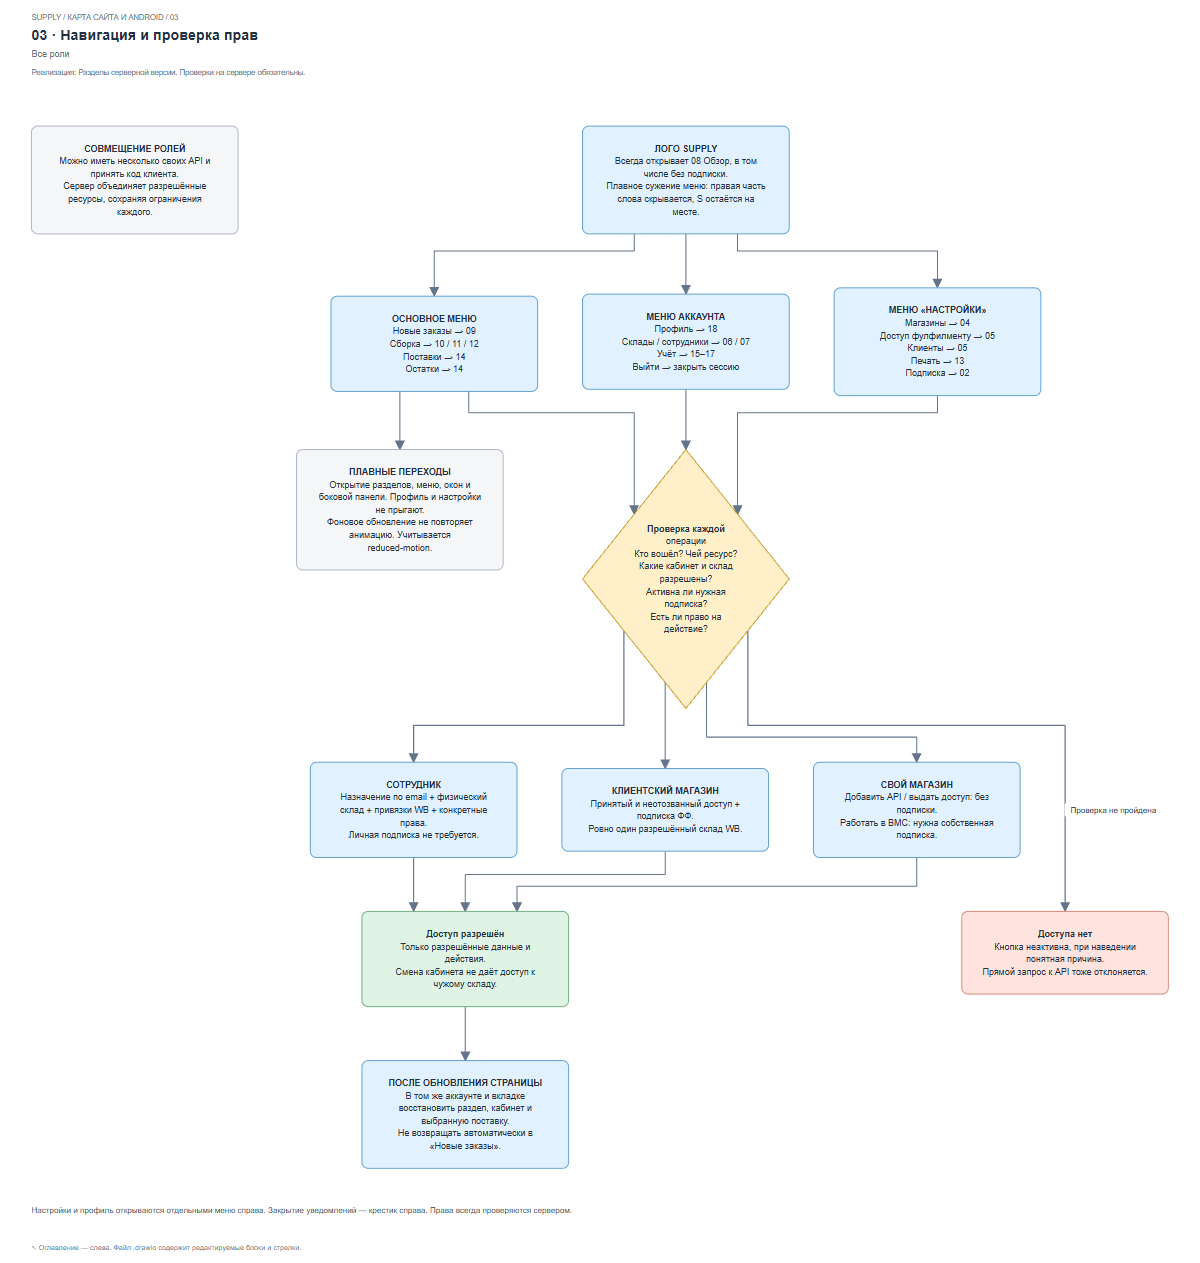 SUPPLY / КАРТА САЙТА И ANDROID / 03
03 · Навигация и проверка прав
Все роли
Реализация: Разделы серверной версии. Проверки на сервере обязательны.
СОВМЕЩЕНИЕ РОЛЕЙ
Можно иметь несколько своих API и
принять код клиента.
Сервер объединяет разрешённые
ресурсы, сохраняя ограничения
каждого.
ЛОГО SUPPLY
Всегда открывает 08 Обзор, в том
числе без подписки.
Плавное сужение меню: правая часть
слова скрывается, S остаётся на
месте.
ОСНОВНОЕ МЕНЮ
Новые заказы → 09
Сборка → 10 / 11 / 12
Поставки → 14
Остатки → 14
МЕНЮ АККАУНТА
Профиль → 18
Склады / сотрудники → 06 / 07
Учёт → 15–17
Выйти → закрыть сессию
МЕНЮ «НАСТРОЙКИ»
Магазины → 04
Доступ фулфилменту → 05
Клиенты → 05
Печать → 13
Подписка → 02
ПЛАВНЫЕ ПЕРЕХОДЫ
Открытие разделов, меню, окон и
боковой панели. Профиль и настройки
не прыгают.
Фоновое обновление не повторяет
анимацию. Учитывается
reduced-motion.
Проверка каждой
операции
Кто вошёл? Чей ресурс?
Какие кабинет и склад
разрешены?
Активна ли нужная
подписка?
Есть ли право на
действие?
СОТРУДНИК
Назначение по email + физический
склад + привязки WB + конкретные
права.
Личная подписка не требуется.
КЛИЕНТСКИЙ МАГАЗИН
Принятый и неотозванный доступ +
подписка ФФ.
Ровно один разрешённый склад WB.
СВОЙ МАГАЗИН
Добавить API / выдать доступ: без
подписки.
Работать в ВМС: нужна собственная
подписка.
Проверка не пройдена
Доступ разрешён
Только разрешённые данные и
действия.
Смена кабинета не даёт доступ к
чужому складу.
Доступа нет
Кнопка неактивна, при наведении
понятная причина.
Прямой запрос к API тоже отклоняется.
ПОСЛЕ ОБНОВЛЕНИЯ СТРАНИЦЫ
В том же аккаунте и вкладке
восстановить раздел, кабинет и
выбранную поставку.
Не возвращать автоматически в
«Новые заказы».
Настройки и профиль открываются отдельными меню справа. Закрытие уведомлений — крестик справа. Права всегда проверяются сервером.
↖ Оглавление — слева. Файл .drawio содержит редактируемые блоки и стрелки.